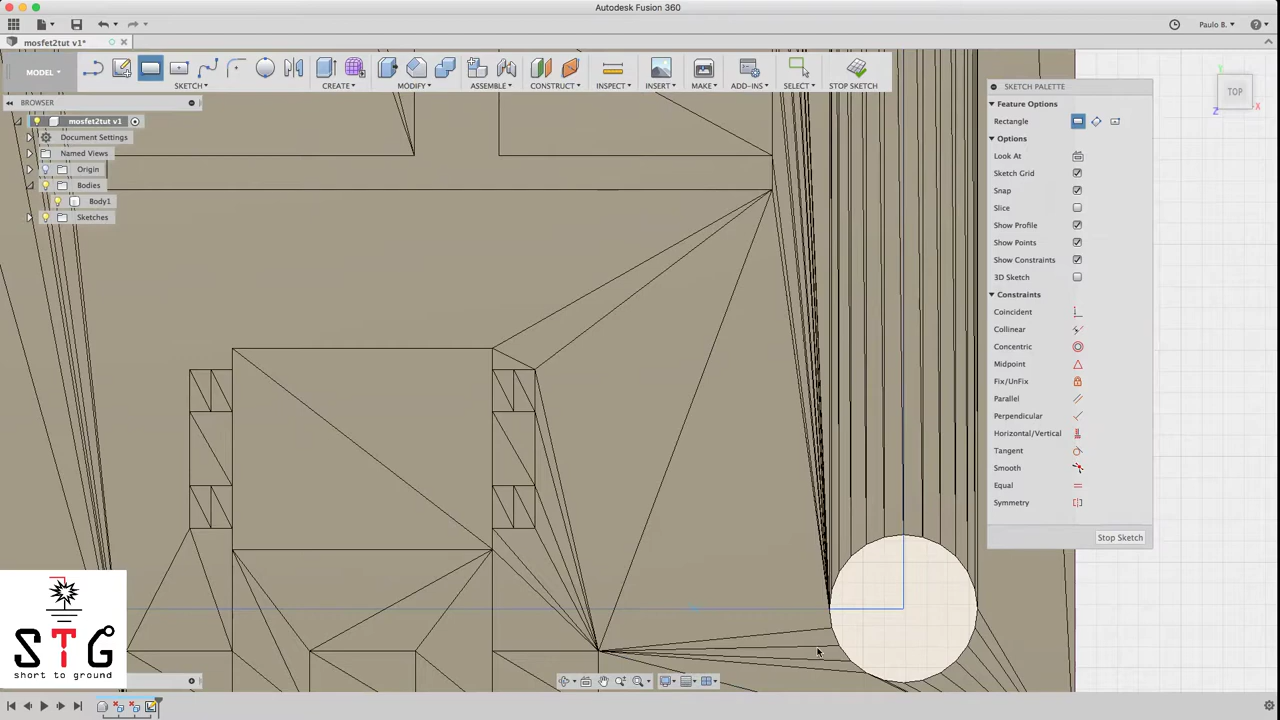 Autodesk Fusion 360
Paulo B.
mosfet2tut v1*
MODEL
SKETCH
CREATE
MODIFY
ASSEMBLE
CONSTRUCT
INSPECT
INSERT
MAKE
ADD-INS
SELECT
STOP SKETCH
BROWSER
mosfet2tut v1
Document Settings
Named Views
Origin
Bodies
Body1
Sketches
TOP
Y
X
Z
SKETCH PALETTE
Feature Options
Rectangle
Options
Look At
Sketch Grid
Snap
Slice
Show Profile
Show Points
Show Constraints
3D Sketch
Constraints
Coincident
Collinear
Concentric
Midpoint
Fix/UnFix
Parallel
Perpendicular
Horizontal/Vertical
Tangent
Smooth
Equal
Symmetry
Stop Sketch
STG
short to ground